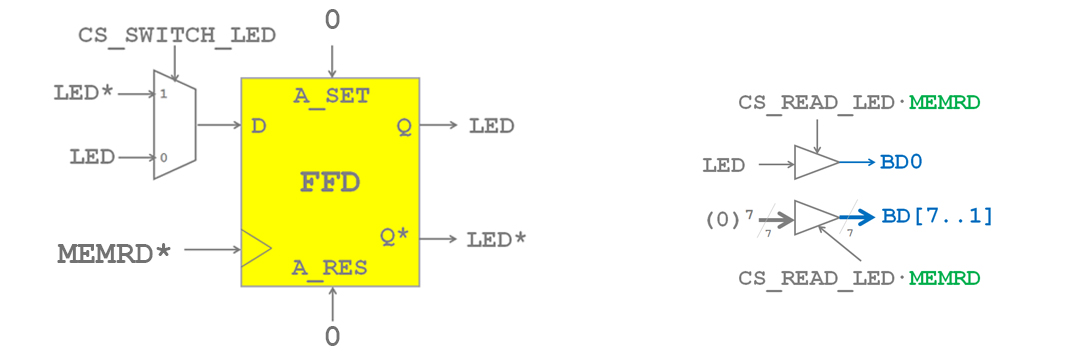 0
CS_SWITCH_LED
LED*
1
A_SET
D
Q
LED
LED
0
FFD
MEMRD*
Q*
LED*
A_RES
0
CS_READ_LED·MEMRD
LED
BD0
(0)⁷
7
7
BD[7..1]
CS_READ_LED·MEMRD